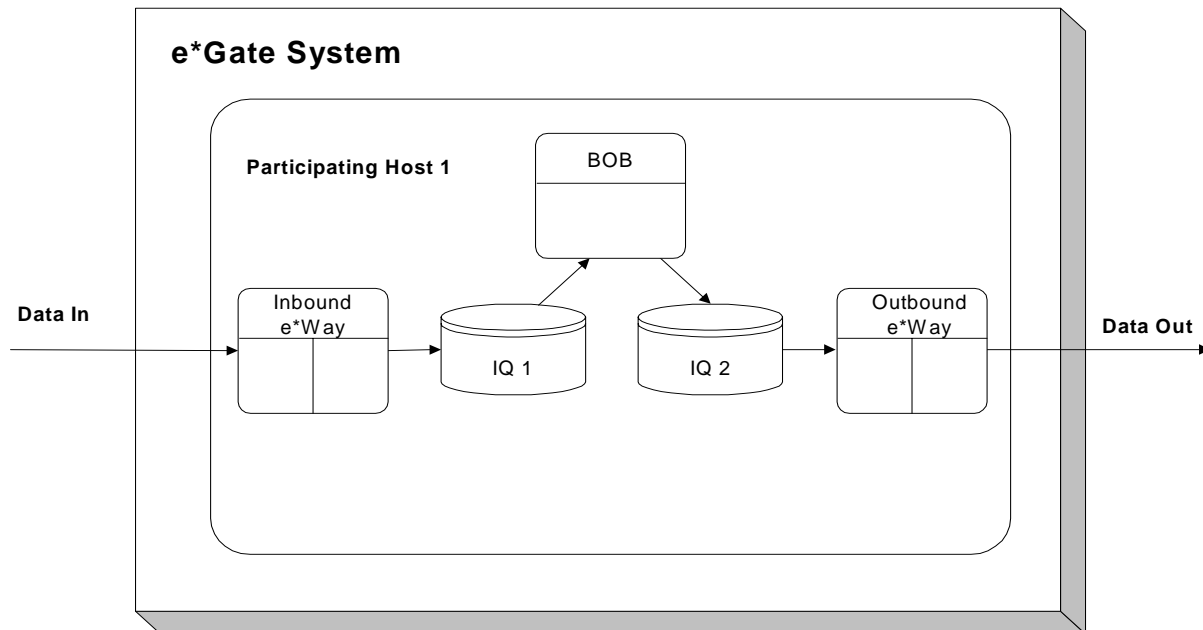 e*Gate System
Participating Host 1
BOB
Data In
Inbound
e*Way
IQ 1
IQ 2
Outbound
e*Way
Data Out